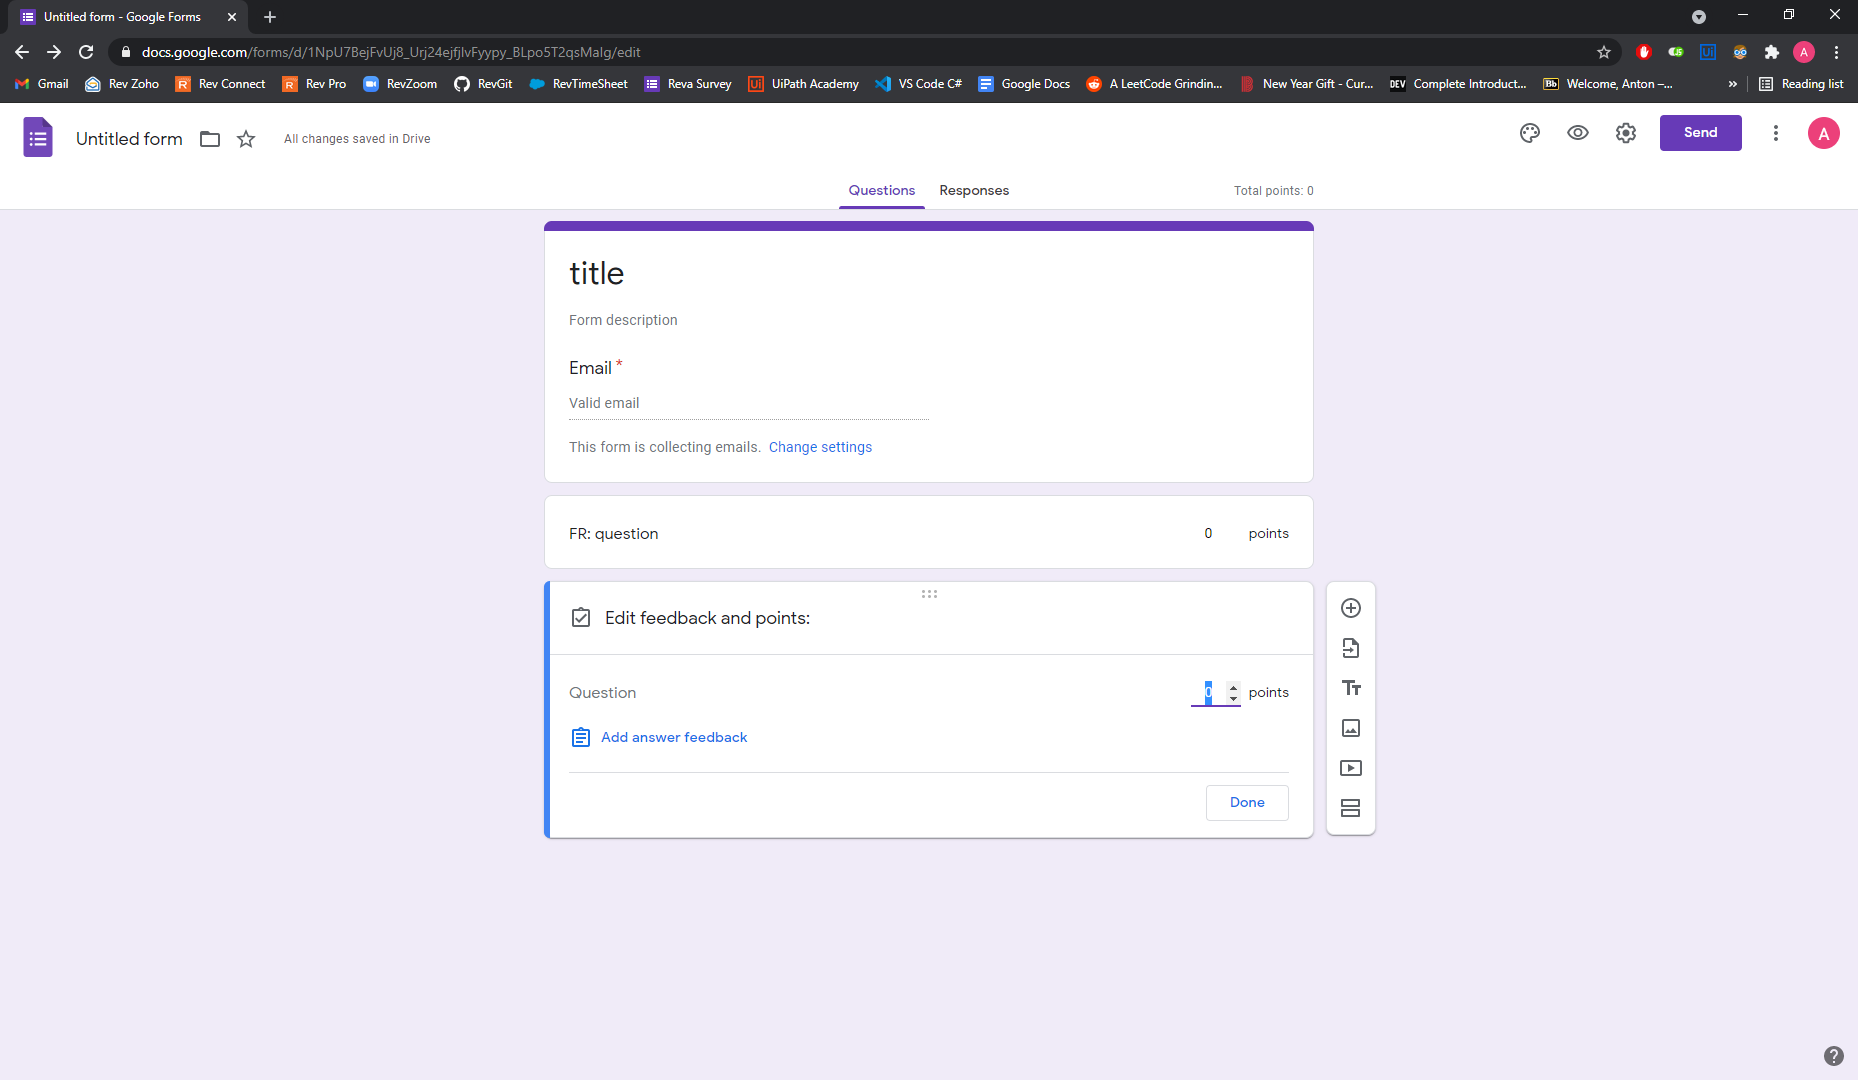 Untitled form - Google Forms
docs.google.com/forms/d/1NpU7BejFvUj8_Urj24ejfjlvFyypy_BLpo5T2qsMaIg/edit
A
Gmail Rev Zoho Rev Connect Rev Pro RevZoom RevGit RevTimeSheet Reva Survey UiPath Academy VS Code C# Google Docs A LeetCode Grindin... New Year Gift - Cur... DEV Complete Introduct... Bb Welcome, Anton –... » Reading list
Untitled form All changes saved in Drive Send A
Questions Responses Total points: 0
title
Form description
Email *
Valid email
This form is collecting emails. Change settings
FR: question 0 points
Edit feedback and points:
Question 0 points
Add answer feedback
Done